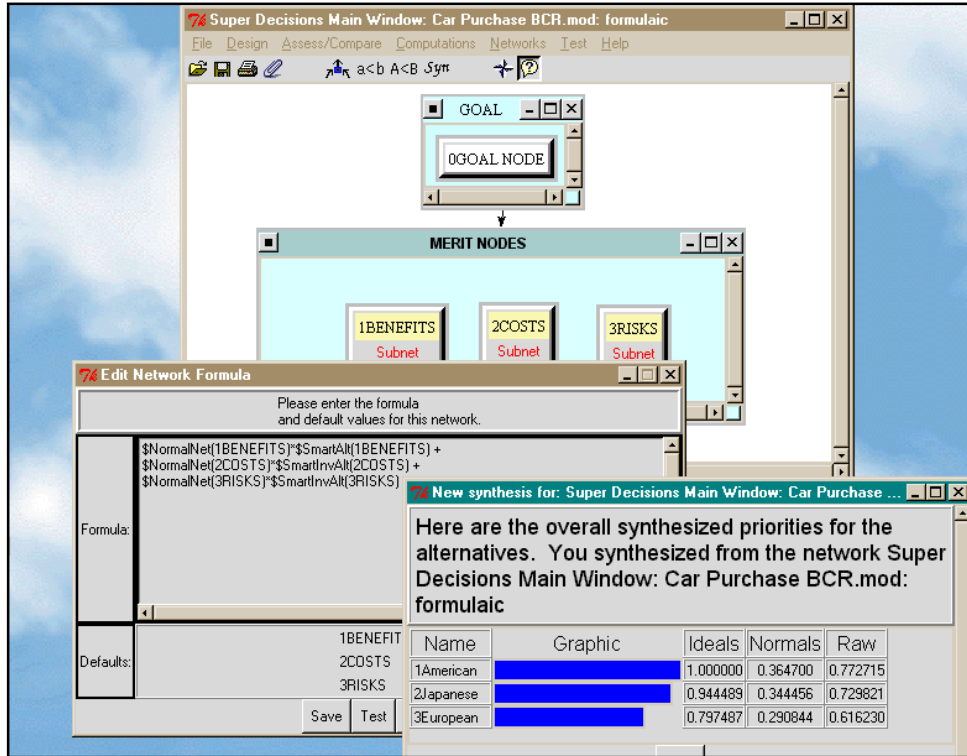 Super Decisions Main Window: Car Purchase BCR.mod: formulaic
File Design Assess/Compare Computations Networks Test Help
a<b A<B Syn
GOAL
0GOAL NODE
MERIT NODES
1BENEFITS
Subnet
2COSTS
Subnet
3RISKS
Subnet
Edit Network Formula
Please enter the formula
and default values for this network.
Formula:
$NormalNet(1BENEFITS)*$SmartAlt(1BENEFITS) +
$NormalNet(2COSTS)*$SmartInvAlt(2COSTS) +
$NormalNet(3RISKS)*$SmartInvAlt(3RISKS)
Defaults:
1BENEFIT
2COSTS
3RISKS
Save Test
New synthesis for: Super Decisions Main Window: Car Purchase ...
Here are the overall synthesized priorities for the
alternatives. You synthesized from the network Super
Decisions Main Window: Car Purchase BCR.mod:
formulaic
Name Graphic Ideals Normals Raw
1American 1.000000 0.364700 0.772715
2Japanese 0.944489 0.344456 0.729821
3European 0.797487 0.290844 0.616230